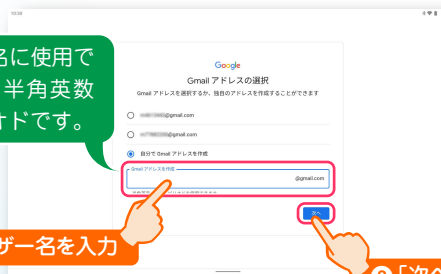 10:28
Google
Gmail アドレスの選択
Gmail アドレスを選択するか、独自のアドレスを作成することができます
名に使用で
半角英数
オドです。
@gmail.com
@gmail.com
自分で Gmail アドレスを作成
Gmail アドレスを作成
@gmail.com
次へ
ザー名を入力
「次へ